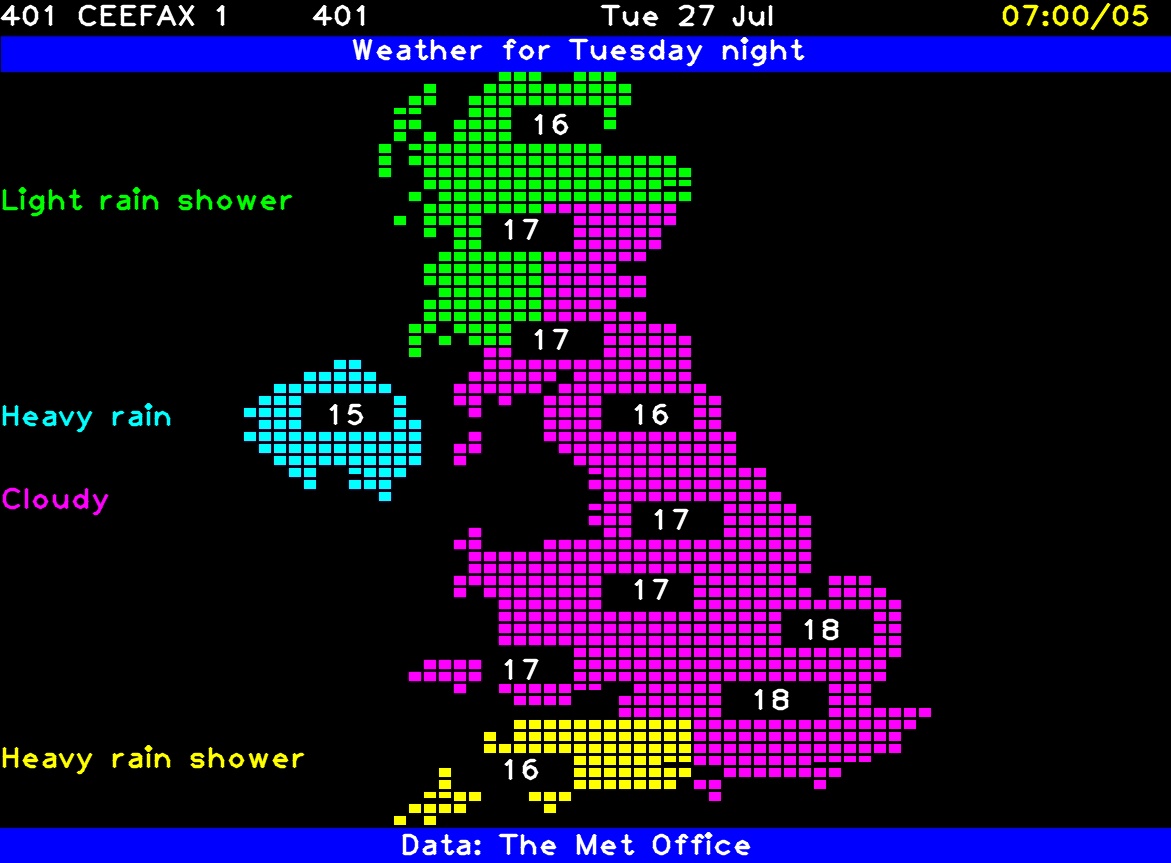 401 CEEFAX 1 401 Tue 27 Jul 07:00/05
Weather for Tuesday night
16
Light rain shower
17
17
15
Heavy rain
16
Cloudy
17
17
18
17
18
Heavy rain shower
16
Data: The Met Office